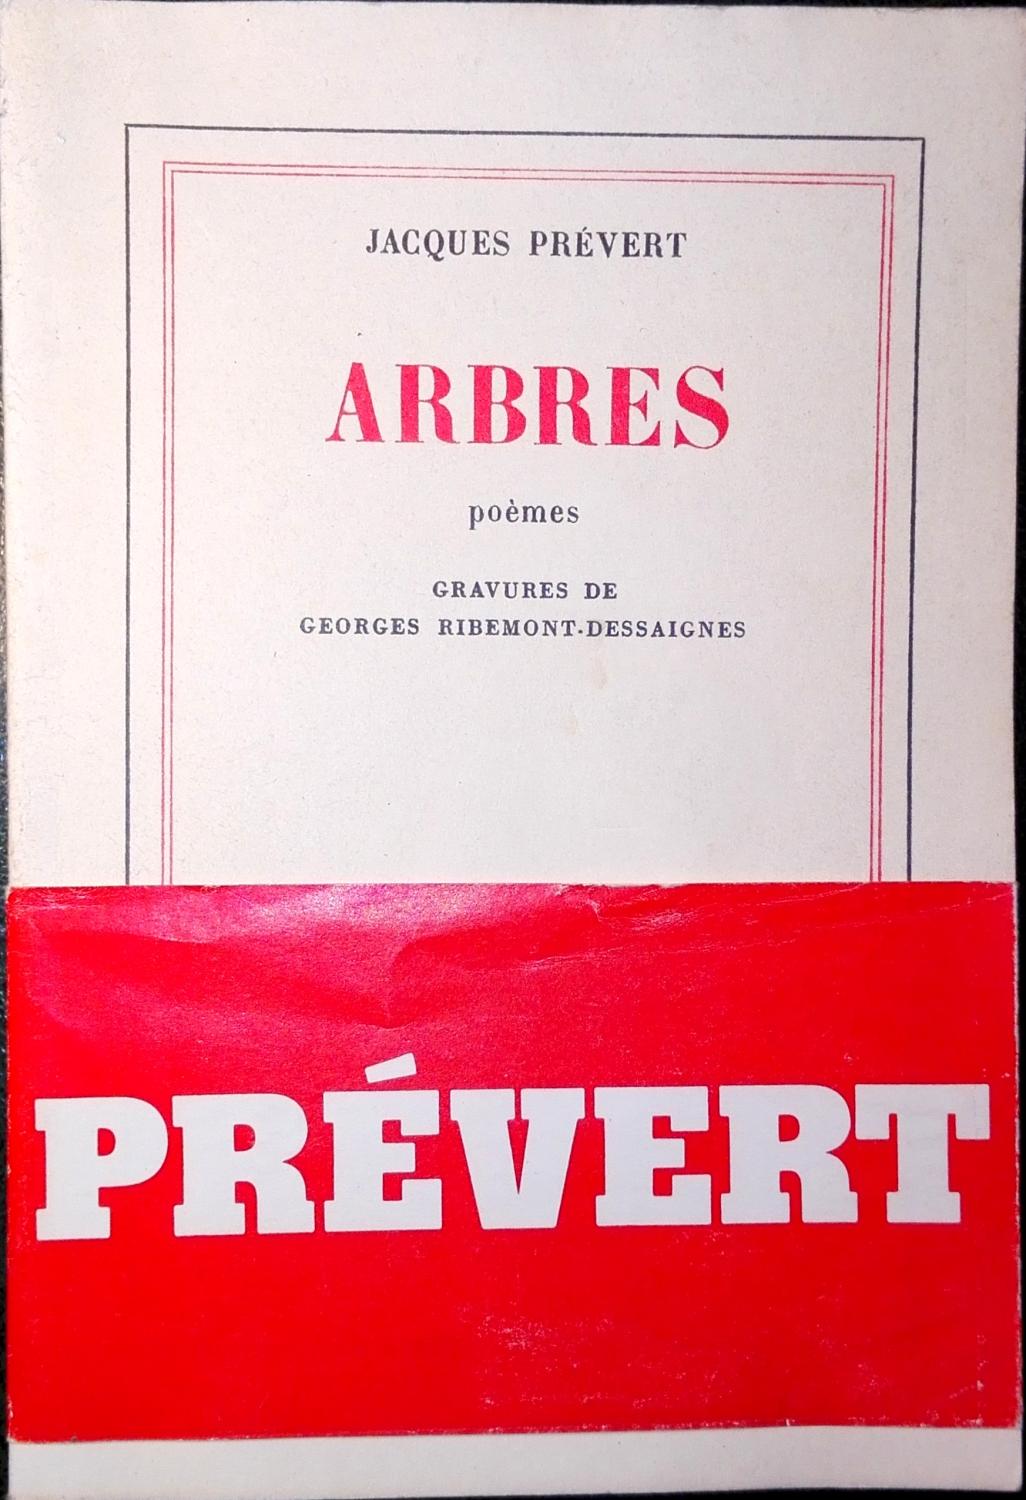 JACQUES PRÉVERT
ARBRES
poèmes
GRAVURES DE
GEORGES RIBEMONT-DESSAIGNES
PRÉVERT